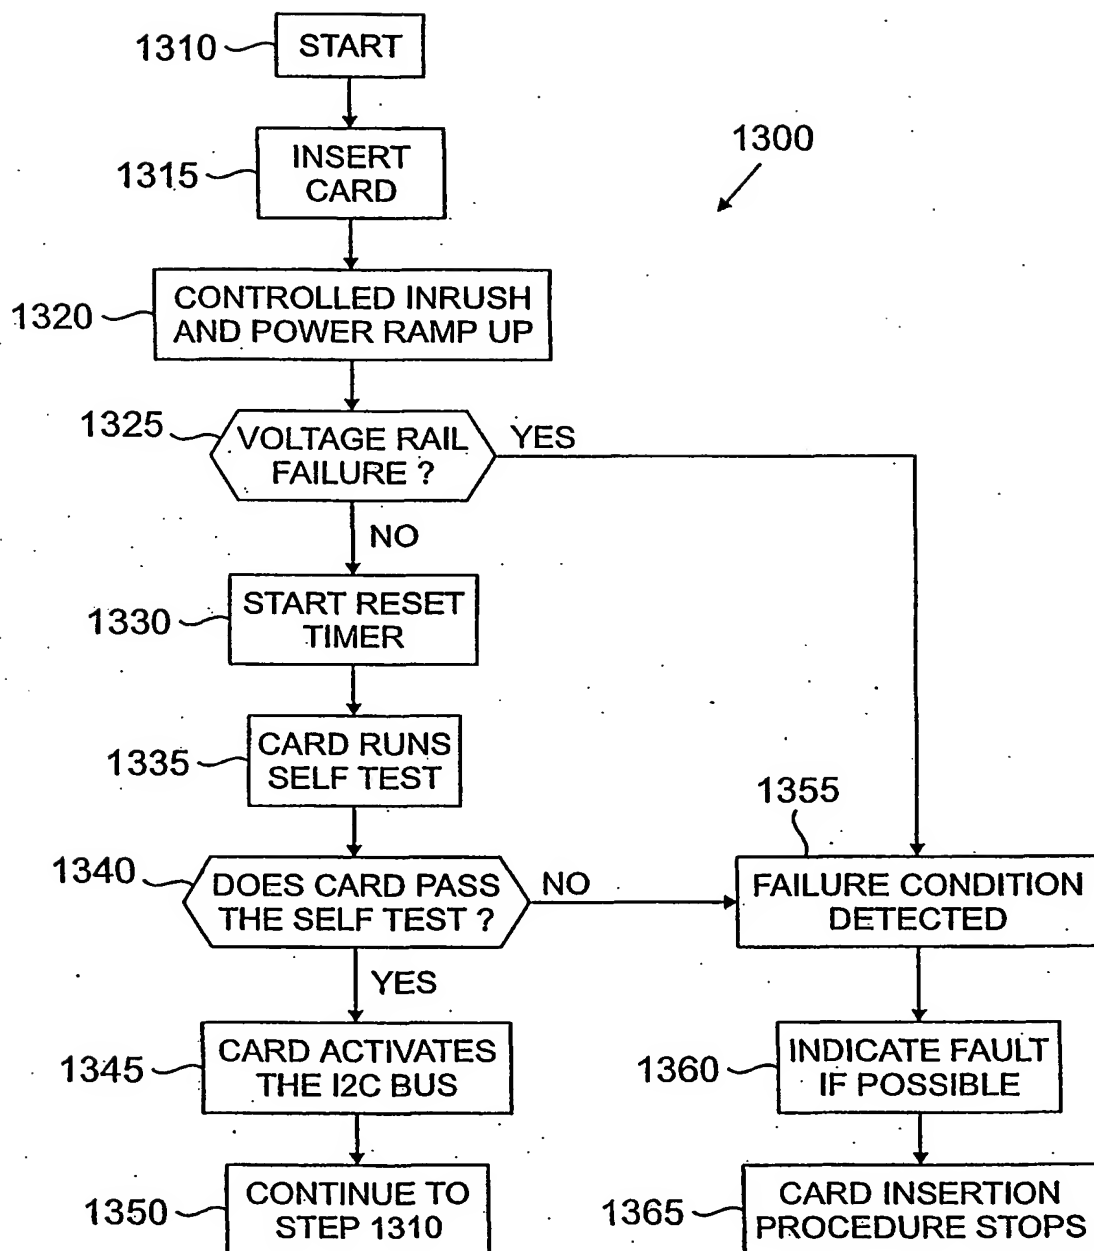 1310
START
1300
1315
INSERT
CARD
1320
CONTROLLED INRUSH
AND POWER RAMP UP
1325
VOLTAGE RAIL
FAILURE ?
YES
NO
1330
START RESET
TIMER
1335
CARD RUNS
SELF TEST
1340
DOES CARD PASS
THE SELF TEST ?
NO
1355
FAILURE CONDITION
DETECTED
YES
1345
CARD ACTIVATES
THE I2C BUS
1360
INDICATE FAULT
IF POSSIBLE
1350
CONTINUE TO
STEP 1310
1365
CARD INSERTION
PROCEDURE STOPS